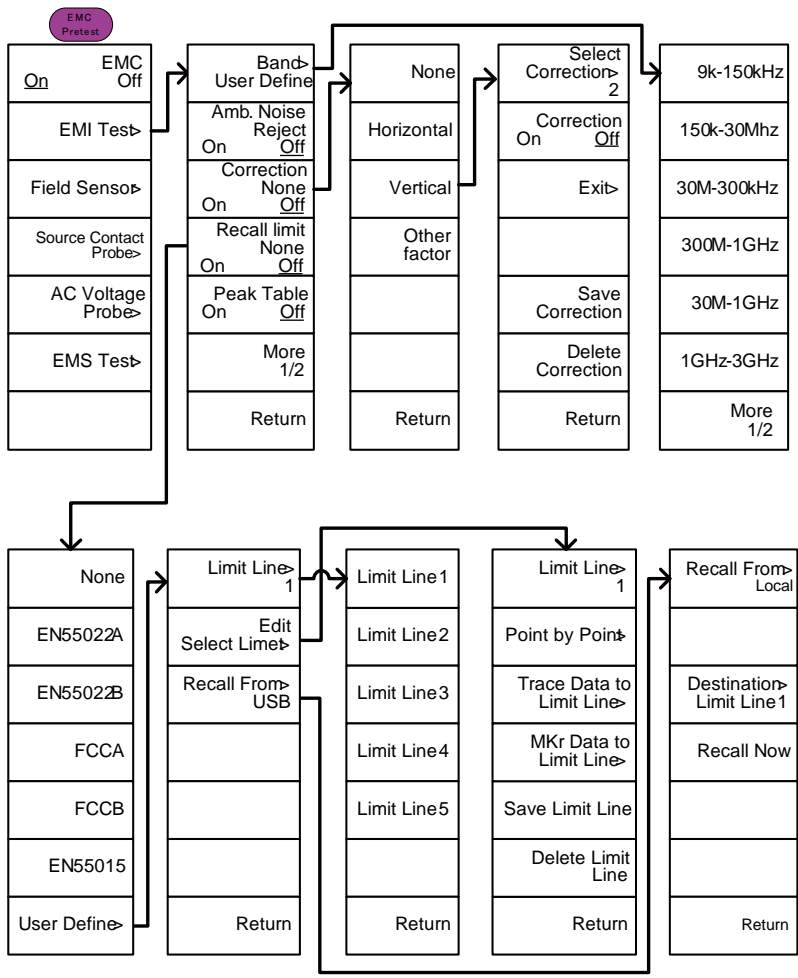 EMC
Pretest
EMC
On Off
EMI Test>
Field Sensor>
Source Contact
Probe>
AC Voltage
Probe>
EMS Test>
Band>
User Define
Amb. Noise
Reject
On Off
Correction
None
On Off
Recall limit
None
On Off
Peak Table
On Off
More
1/2
Return
None
Horizontal
Vertical
Other
factor
Return
Select
Correction>
2
Correction
On Off
Exit>
Save
Correction
Delete
Correction
Return
9k-150kHz
150k-30Mhz
30M-300kHz
300M-1GHz
30M-1GHz
1GHz-3GHz
More
1/2
None
EN55022A
EN55022B
FCCA
FCCB
EN55015
User Define>
Limit Line>
1
Edit
Select Limet>
Recall From>
USB
Return
Limit Line1
Limit Line2
Limit Line3
Limit Line4
Limit Line5
Return
Limit Line>
1
Point by Point>
Trace Data to
Limit Line>
MKr Data to
Limit Line>
Save Limit Line
Delete Limit
Line
Return
Recall From>
Local
Destination>
Limit Line1
Recall Now
Return